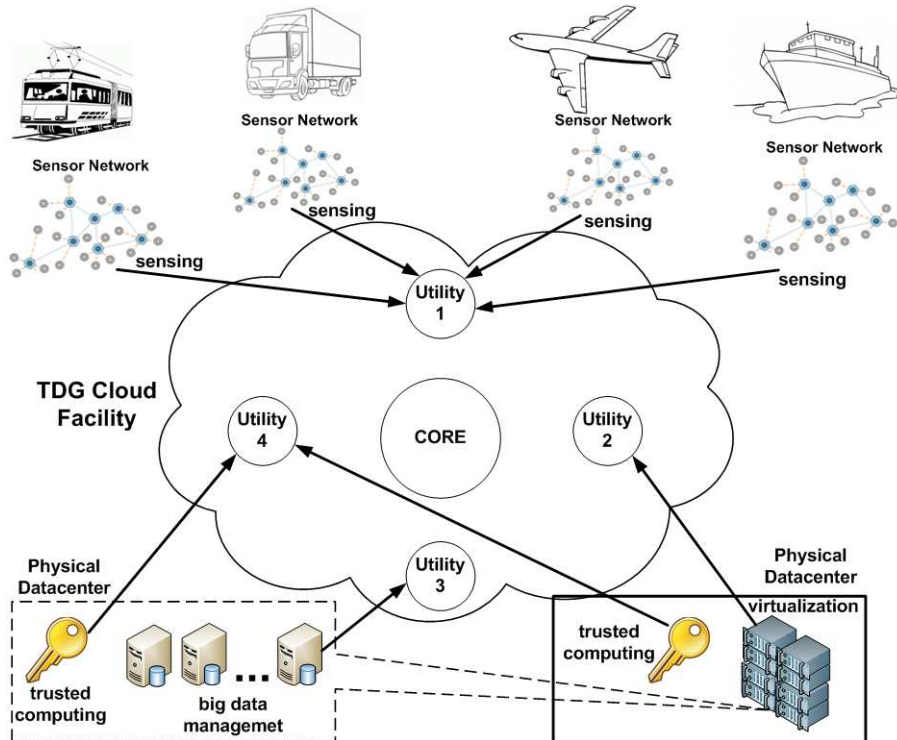 Sensor Network
Sensor Network
Sensor Network
Sensor Network
sensing
sensing
sensing
sensing
Utility
1
TDG Cloud
Facility
Utility
4
CORE
Utility
2
Utility
3
Physical
Datacenter
Physical
Datacenter
virtualization
trusted
computing
big data
managemet
trusted
computing